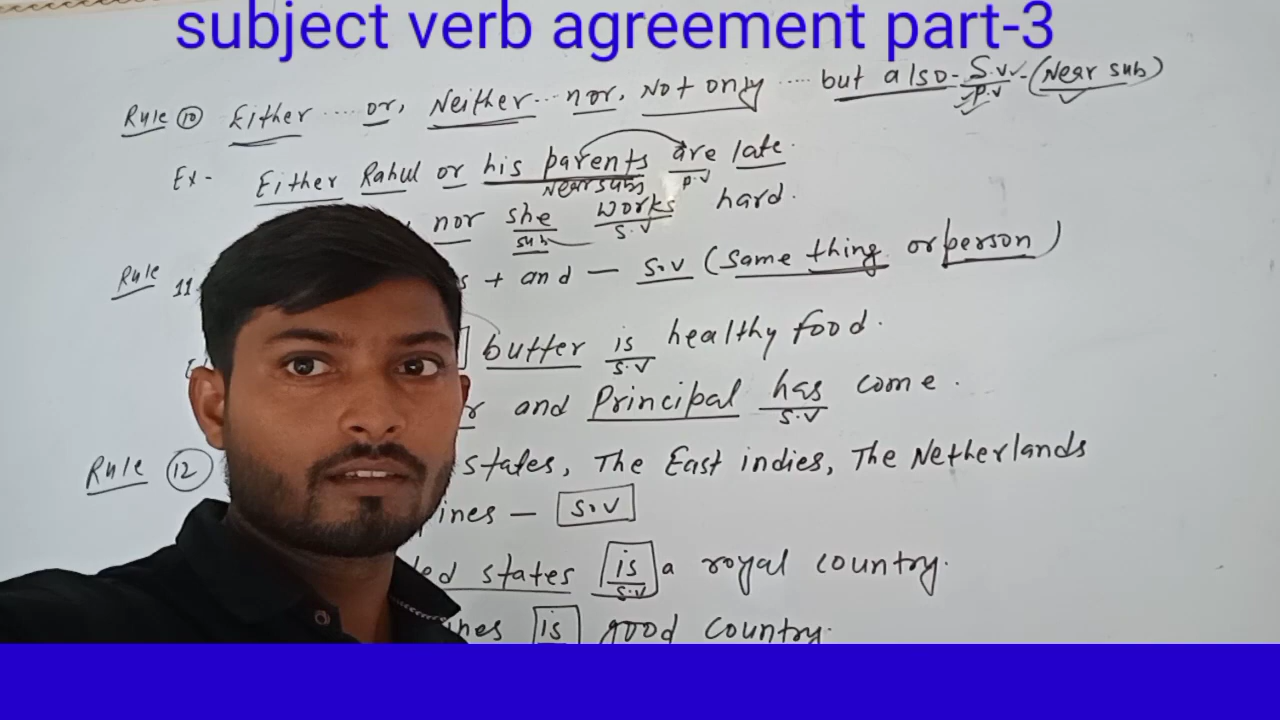 subject verb agreement part-3
Rule 10 Either ..... or, Neither ... nor, Not only ..... but also - S.V - (Near sub)
P.V
Ex - Either Rahul or his parents are late.
Near sub P.V
nor she works hard.
sub S.V
Rule 11 s + and — S.V (same thing or person)
butter is healthy food.
S.V
and Principal has come.
S.V
Rule 12 states, The East indies, The Netherlands
ines — S.V
ed states is a royal country.
S.V
ines is good country.